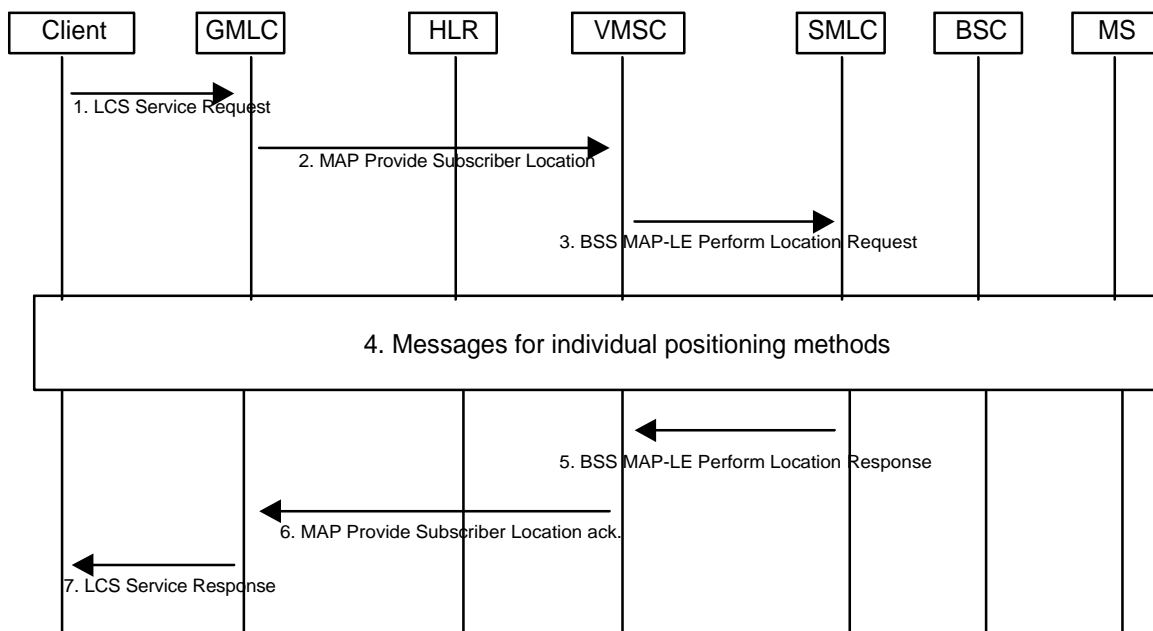 Client GMLC HLR VMSC SMLC BSC MS
1. LCS Service Request
2. MAP Provide Subscriber Location
3. BSS MAP-LE Perform Location Request
4. Messages for individual positioning methods
5. BSS MAP-LE Perform Location Response
6. MAP Provide Subscriber Location ack.
7. LCS Service Response